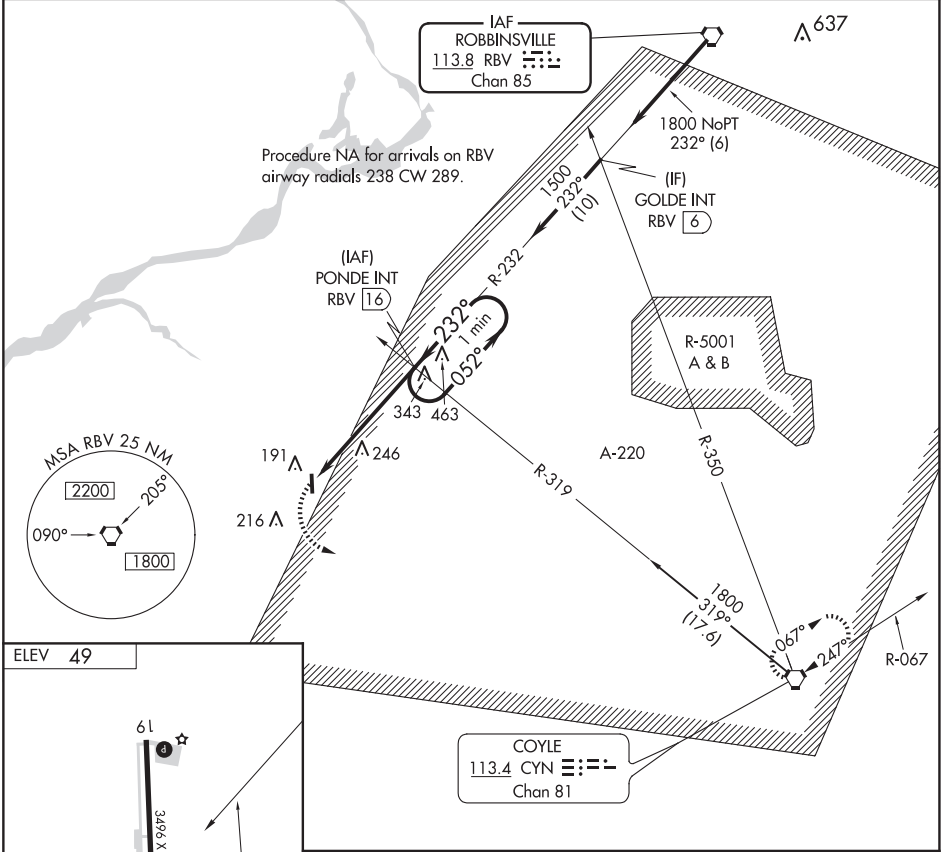 IAF
ROBBINSVILLE
113.8 RBV
Chan 85
637
1800 NoPT
232° (6)
Procedure NA for arrivals on RBV
airway radials 238 CW 289.
1500
232°
(10)
(IF)
GOLDE INT
RBV 6
R-232
(IAF)
PONDE INT
RBV 16
232°
1 min
052°
343
463
R-5001
A & B
246
191
A-220
R-350
R-319
216
MSA RBV 25 NM
2200
205°
090°
1800
1800
319°
(17.6)
067°
247°
R-067
ELEV 49
19
P
3496 X
COYLE
113.4 CYN
Chan 81